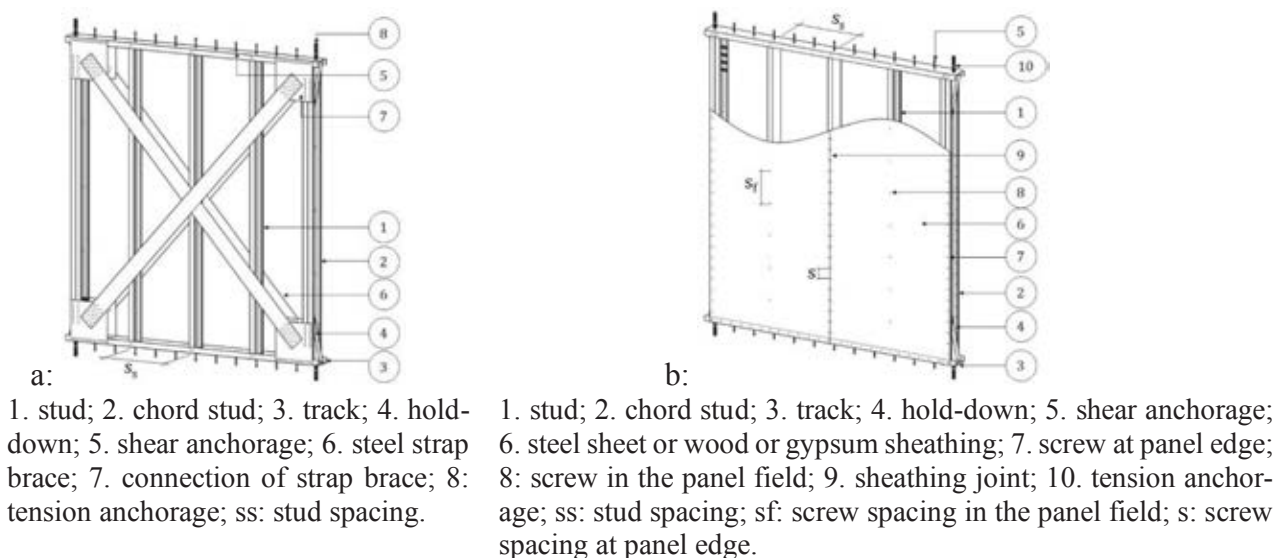 Ss
8
5
7
1
2
6
4
3
Ss
5
10
1
9
Sf
8
6
S
7
2
4
3
a:
1. stud; 2. chord stud; 3. track; 4. hold-
down; 5. shear anchorage; 6. steel strap
brace; 7. connection of strap brace; 8:
tension anchorage; ss: stud spacing.
b:
1. stud; 2. chord stud; 3. track; 4. hold-down; 5. shear anchorage;
6. steel sheet or wood or gypsum sheathing; 7. screw at panel edge;
8: screw in the panel field; 9. sheathing joint; 10. tension anchor-
age; ss: stud spacing; sf: screw spacing in the panel field; s: screw
spacing at panel edge.